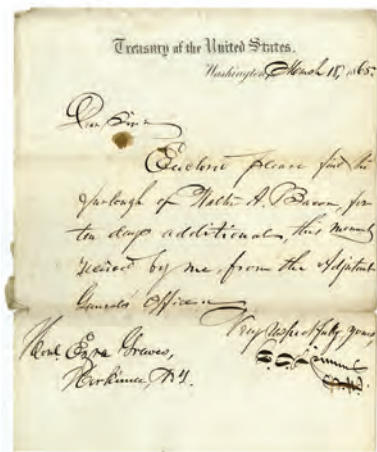 Treasury of the United States.
Washington, March 18, 1865.
Dear Sir
Enclosed please find the
furlough of Walter A. Bacon, for
ten days additional, this moment
received by me, from the Adjutant
General's Office
Very respectfully yours,
Hon Ezra Graves,
Herkimer, N.Y.